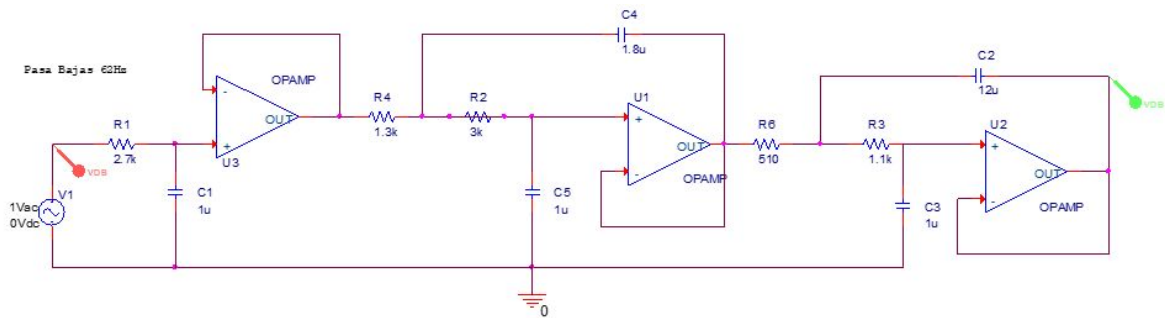 Pasa Bajas 62Hz
VDB
V1
1Vac
0Vdc
R1
2.7k
C1
1u
-
+
OUT
OPAMP
U3
R4
1.3k
C4
1.8u
R2
3k
C5
1u
U1
+
-
OUT
OPAMP
R6
510
C2
12u
R3
1.1k
C3
1u
U2
+
-
OUT
OPAMP
VDB
0